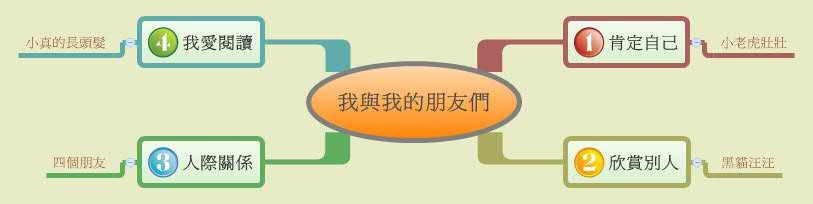 我與我的朋友們
1 肯定自己
小老虎壯壯
2 欣賞別人
黑貓汪汪
3 人際關係
四個朋友
4 我愛閱讀
小真的長頭髮